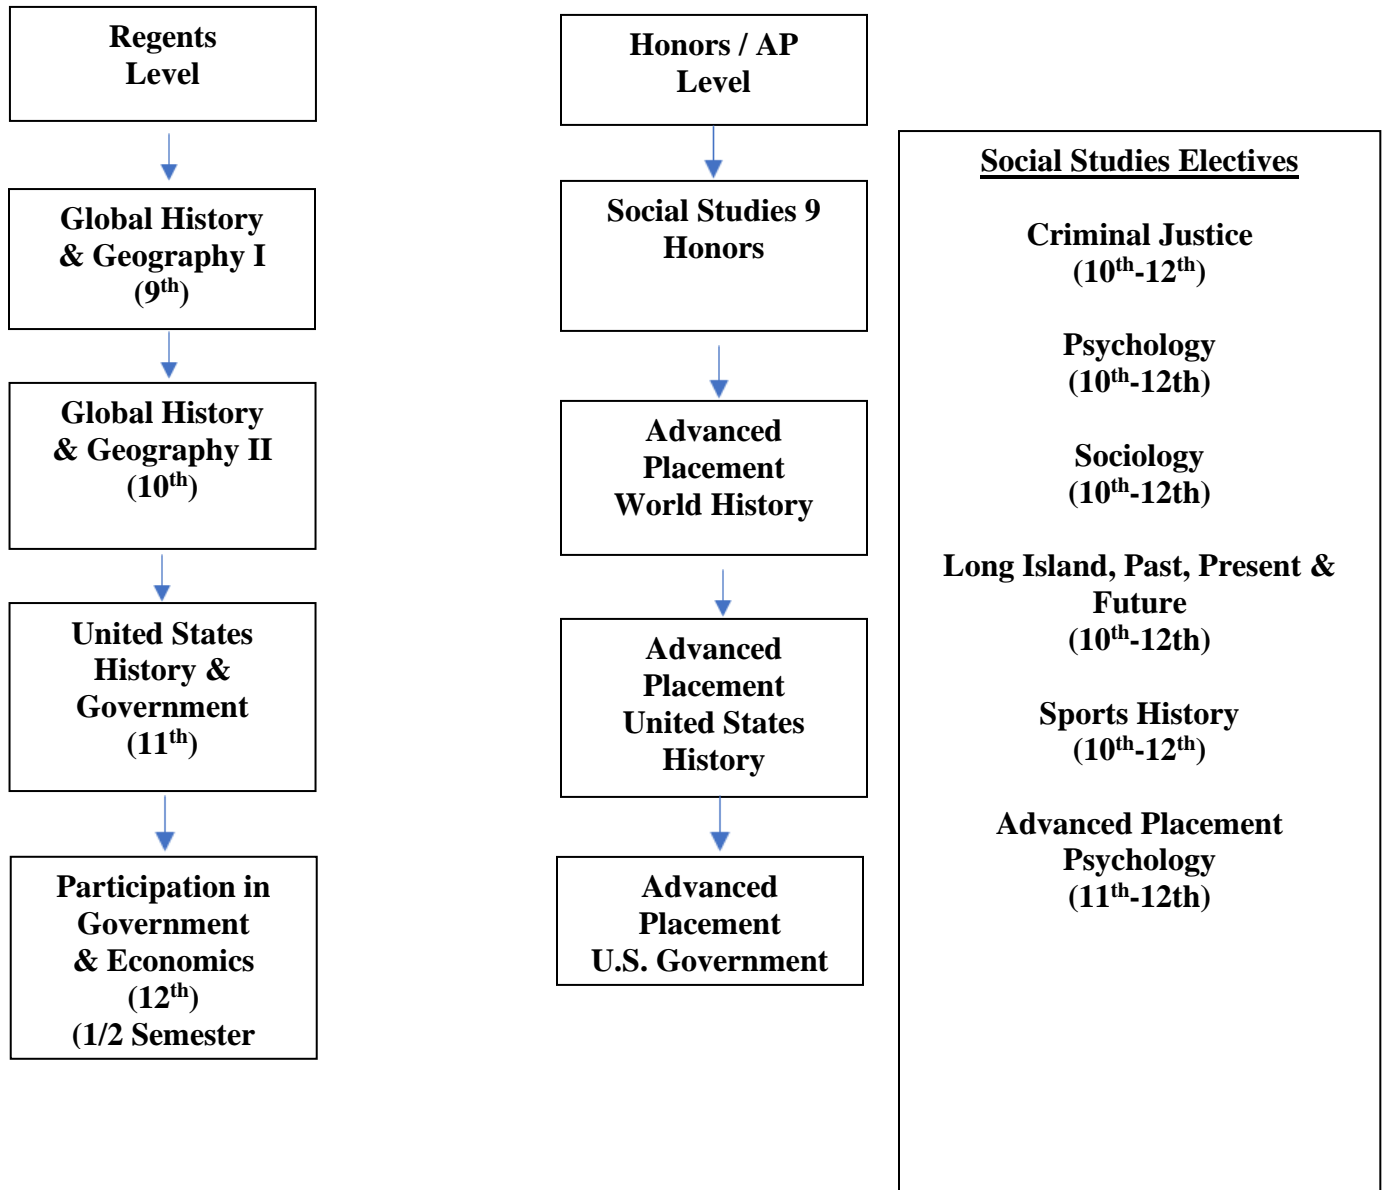 Regents
Level
Global History
& Geography I
(9th)
Global History
& Geography II
(10th)
United States
History &
Government
(11th)
Participation in
Government
& Economics
(12th)
(1/2 Semester
Honors / AP
Level
Social Studies 9
Honors
Advanced
Placement
World History
Advanced
Placement
United States
History
Advanced
Placement
U.S. Government
Social Studies Electives
Criminal Justice
(10th-12th)
Psychology
(10th-12th)
Sociology
(10th-12th)
Long Island, Past, Present &
Future
(10th-12th)
Sports History
(10th-12th)
Advanced Placement
Psychology
(11th-12th)